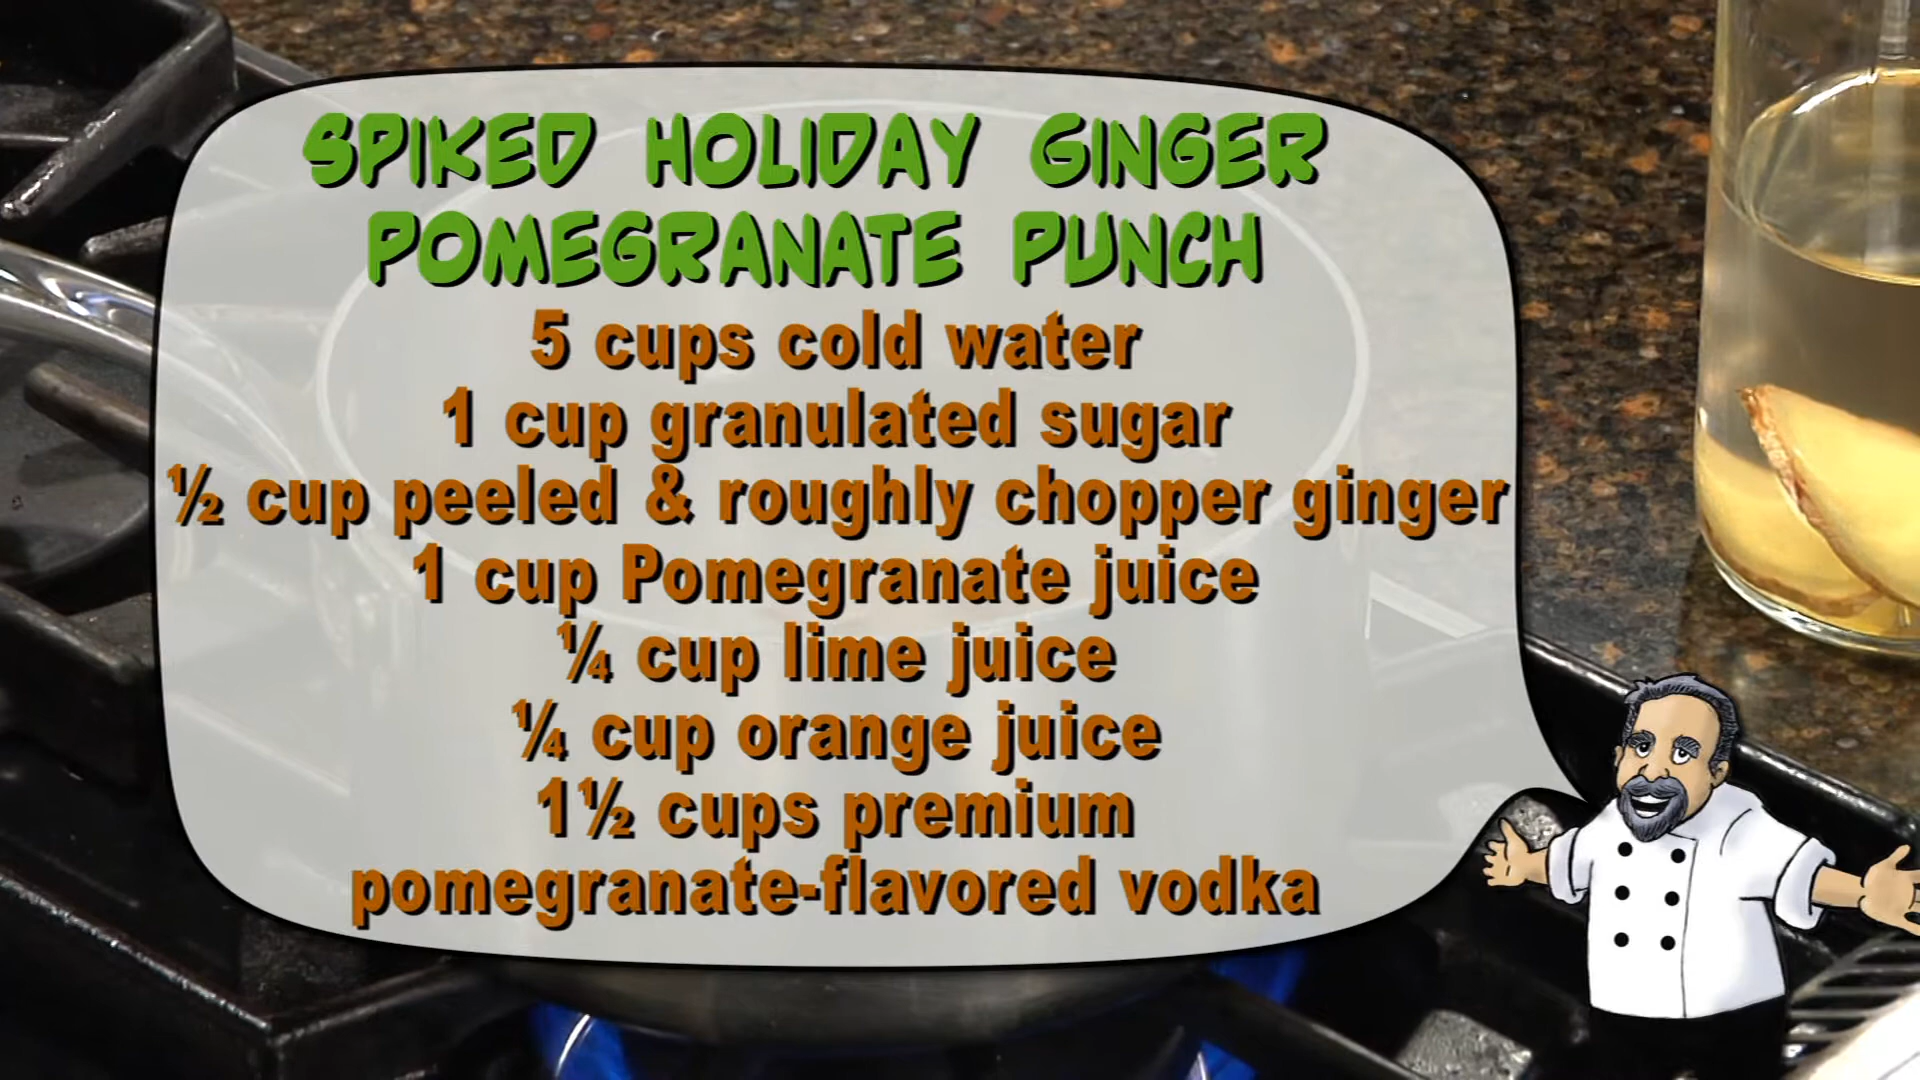 SPIKED HOLIDAY GINGER
POMEGRANATE PUNCH
5 cups cold water
1 cup granulated sugar
½ cup peeled & roughly chopper ginger
1 cup Pomegranate juice
¼ cup lime juice
¼ cup orange juice
1½ cups premium
pomegranate-flavored vodka